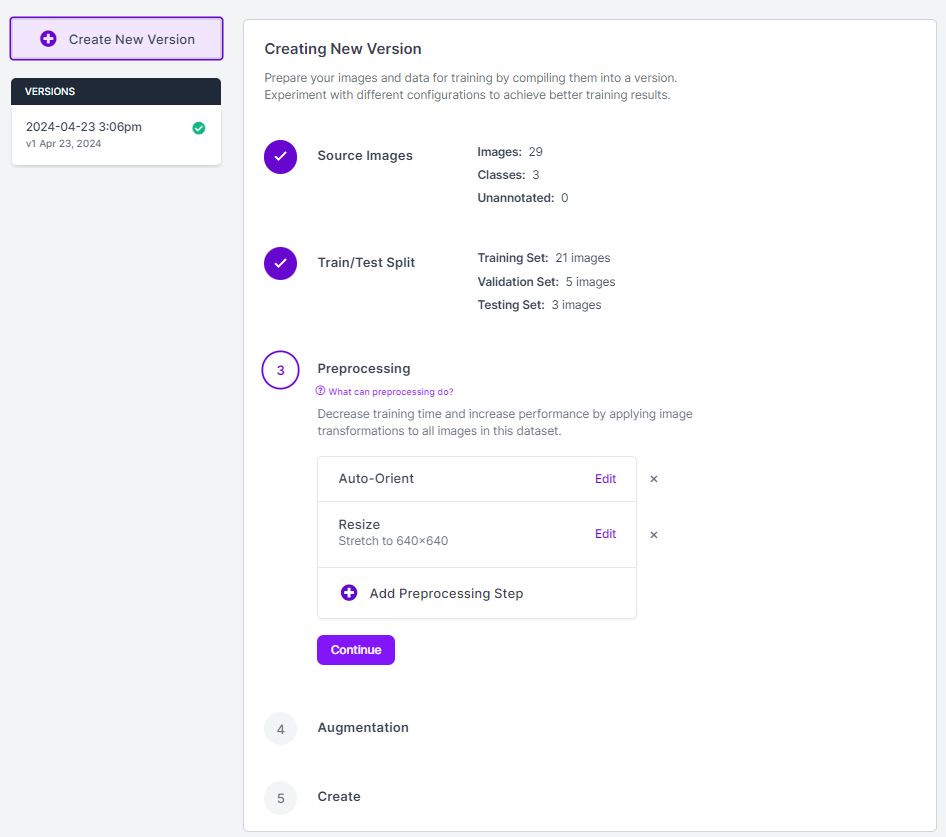 Create New Version
VERSIONS
2024-04-23 3:06pm
v1 Apr 23, 2024
Creating New Version
Prepare your images and data for training by compiling them into a version.
Experiment with different configurations to achieve better training results.
Source Images
Images: 29
Classes: 3
Unannotated: 0
Train/Test Split
Training Set: 21 images
Validation Set: 5 images
Testing Set: 3 images
3
Preprocessing
? What can preprocessing do?
Decrease training time and increase performance by applying image
transformations to all images in this dataset.
Auto-Orient Edit ×
Resize
Stretch to 640×640
Edit ×
Add Preprocessing Step
Continue
4 Augmentation
5 Create